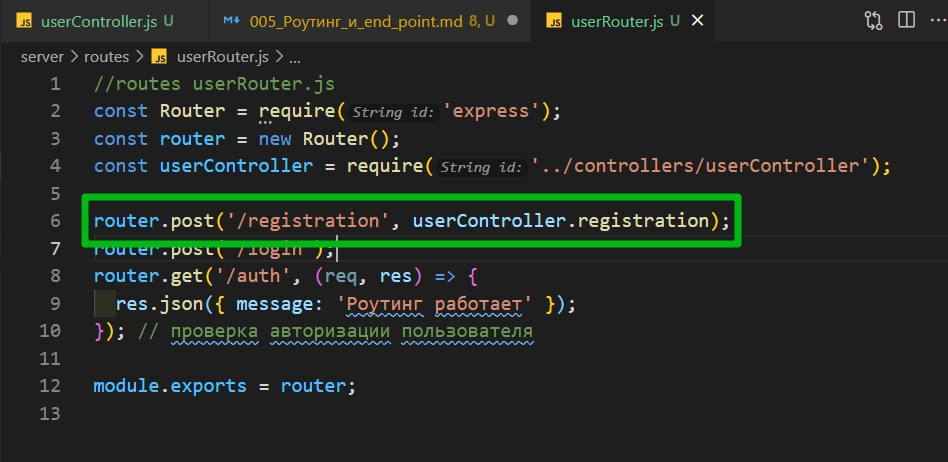 JS userController.js U
005_Роутинг_и_end_point.md 8, U
JS userRouter.js U
server > routes > JS userRouter.js > ...
1 //routes userRouter.js
2 const Router = require( String id: 'express');
3 const router = new Router();
4 const userController = require( String id: '../controllers/userController');
5
6 router.post('/registration', userController.registration);
7 router.post('/login');
8 router.get('/auth', (req, res) => {
9 res.json({ message: 'Роутинг работает' });
10 }); // проверка авторизации пользователя
11
12 module.exports = router;
13